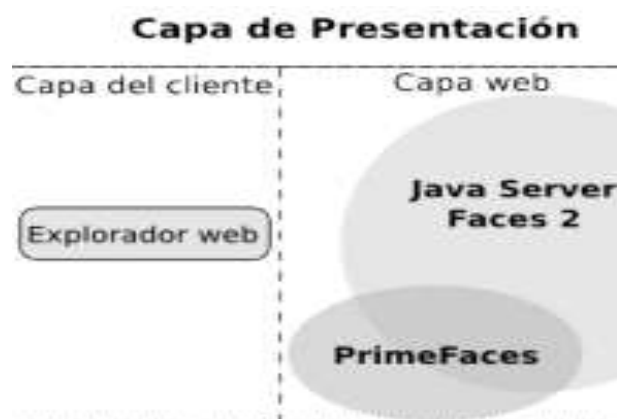 Capa de Presentación
Capa del cliente
Capa web
Java Server
Faces 2
Explorador web
PrimeFaces